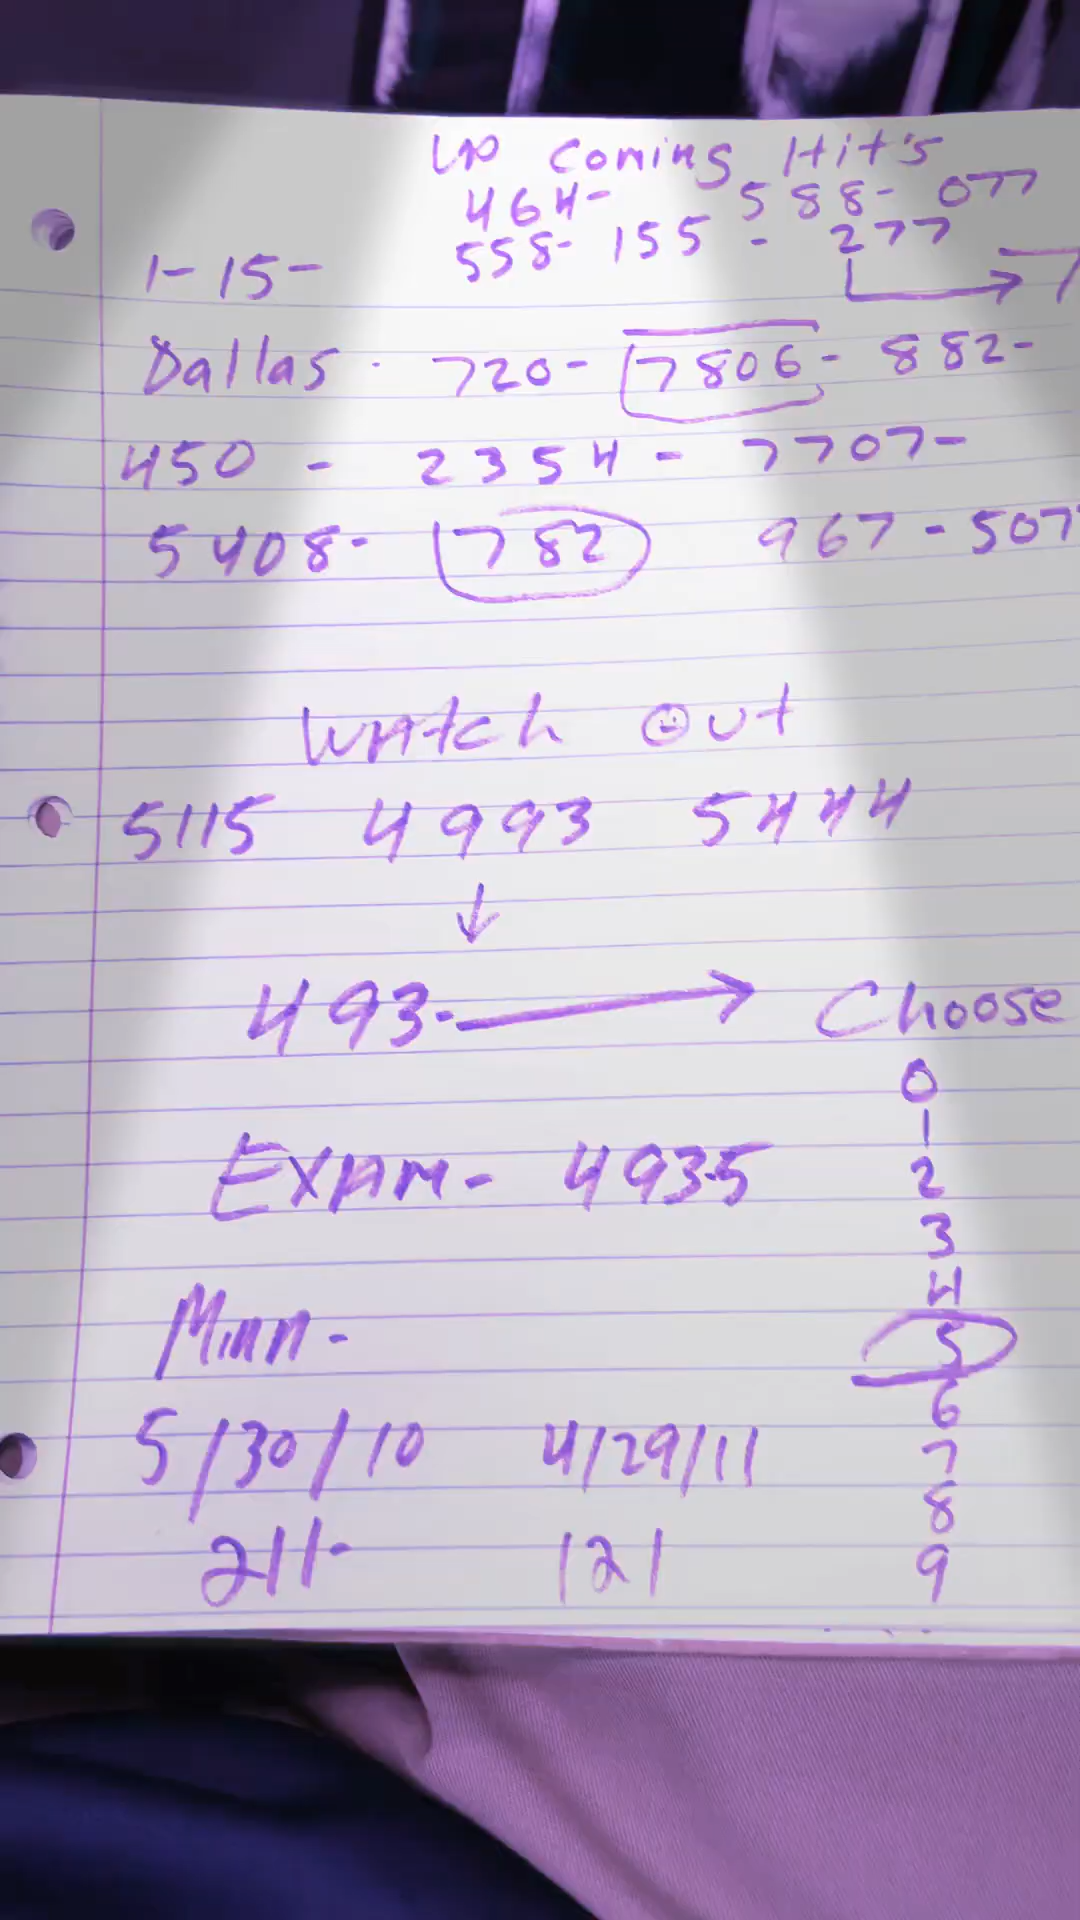 Up Coming Hit's
464- 588- 077
558- 155 - 277
1-15-
Dallas - 720- 7806 - 882-
450 - 2354 - 7707-
5408- 782 967 - 507
Watch Out
5115 4993 5444
493- Choose
0
1
2
Exam- 4935
3
4
Minn-
5
6
5/30/10 4/29/11
7
8
211- 121
9